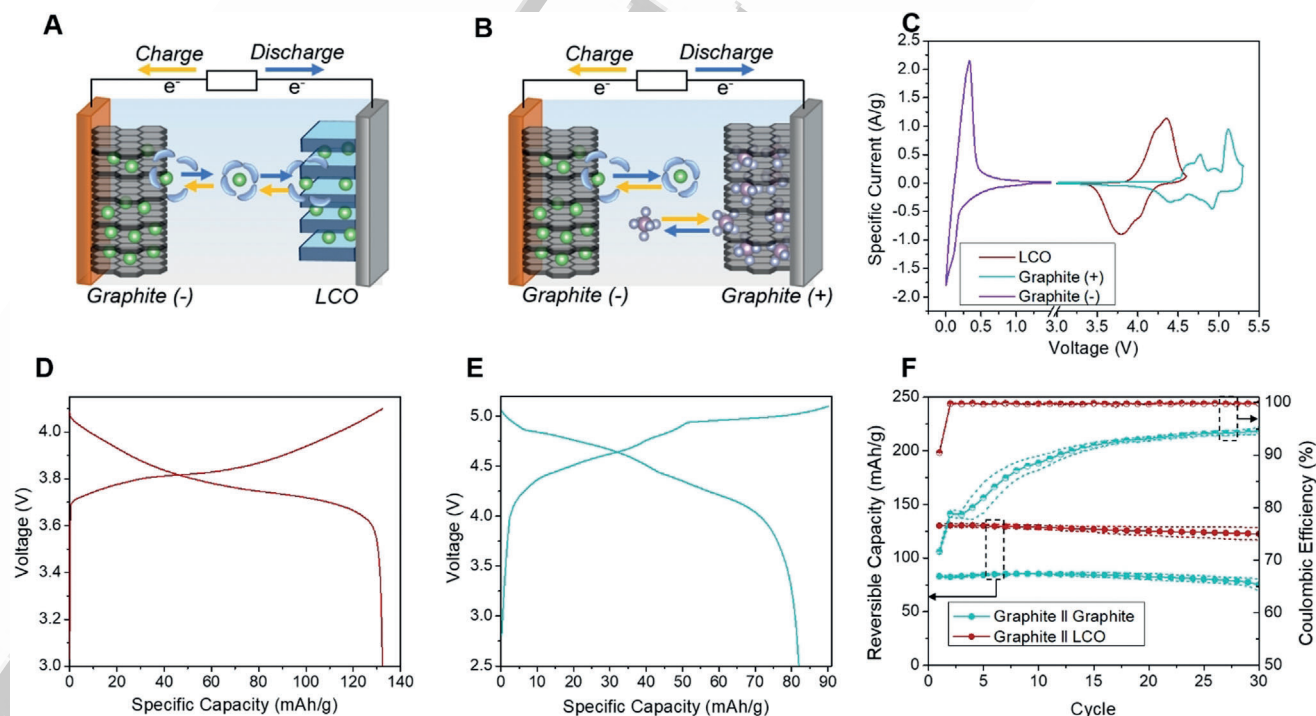 A
Charge
Discharge
e-
e-
Graphite (-)
LCO
B
Charge
Discharge
e-
e-
Graphite (-)
Graphite (+)
C
Specific Current (A/g)
2.5
2.0
1.5
1.0
0.5
0.0
-0.5
-1.0
-1.5
-2.0
LCO
Graphite (+)
Graphite (-)
0.0 0.5 1.0 3.0 3.5 4.0 4.5 5.0 5.5
Voltage (V)
D
Voltage (V)
4.0
3.8
3.6
3.4
3.2
3.0
0 20 40 60 80 100 120 140
Specific Capacity (mAh/g)
E
Voltage (V)
5.0
4.5
4.0
3.5
3.0
2.5
0 10 20 30 40 50 60 70 80 90
Specific Capacity (mAh/g)
F
Reversible Capacity (mAh/g)
250
200
150
100
75
50
25
0
Graphite ǁ Graphite
Graphite ǁ LCO
100
95
90
80
70
65
60
50
Coulombic Efficiency (%)
0 5 10 15 20 25 30
Cycle